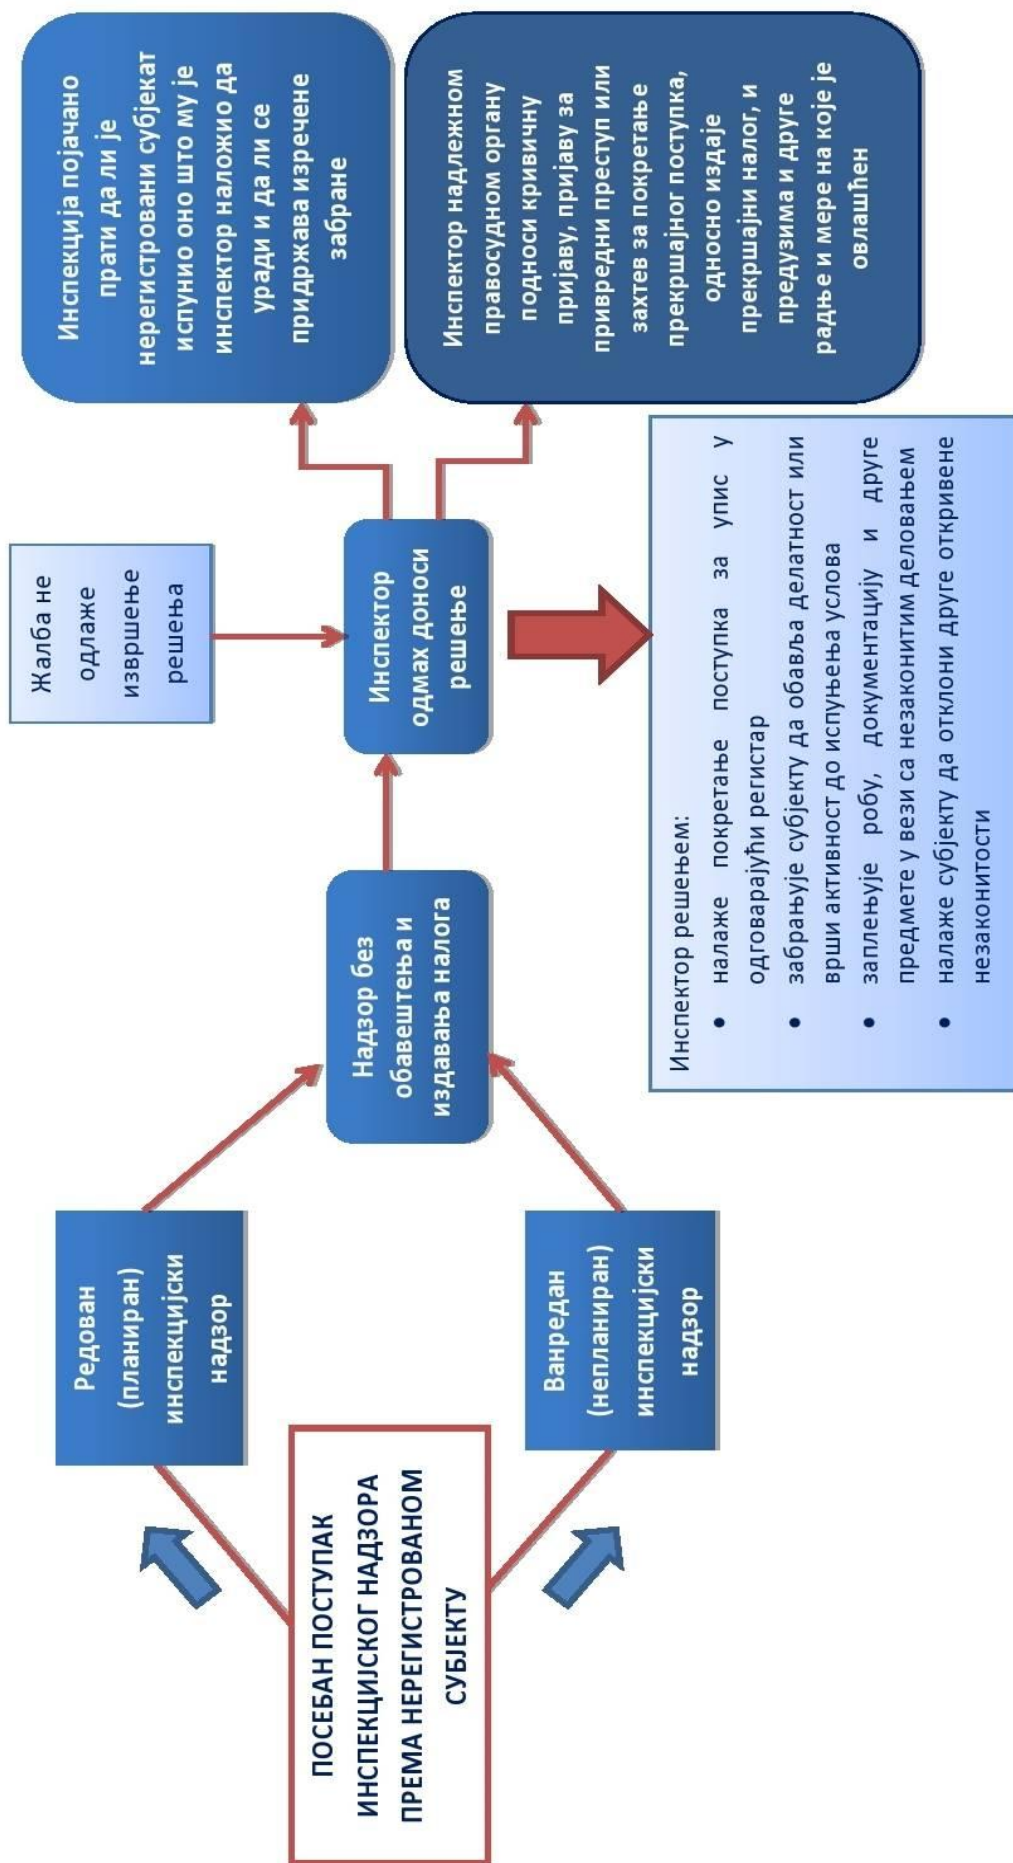 ПОСЕБАН ПОСТУПАК
ИНСПЕКЦИЈСКОГ НАДЗОРА
ПРЕМА НЕРЕГИСТРОВАНОМ
СУБЈЕКТУ
Редован
(планиран)
инспекцијски
надзор
Ванредан
(непланиран)
инспекцијски
надзор
Надзор без
обавештења и
издавања налога
Жалба не
одлаже
извршење
решења
Инспектор
одмах доноси
решење
Инспектор решењем:
• налаже покретање поступка за упис у
одговарајући регистар
• забрањује субјекту да обавља делатност или
врши активност до испуњења услова
• заплењује робу, документацију и друге
предмете у вези са незаконитим деловањем
• налаже субјекту да отклони друге откривене
незаконитости
Инспекција појачано
прати да ли је
нерегистровани субјекат
испунио оно што му је
инспектор наложио да
уради и да ли се
придржава изречене
забране
Инспектор надлежном
правосудном органу
подноси кривичну
пријаву, пријаву за
привредни преступ или
захтев за покретање
прекршајног поступка,
односно издаје
прекршајни налог, и
предузима и друге
радње и мере на које је
овлашћен